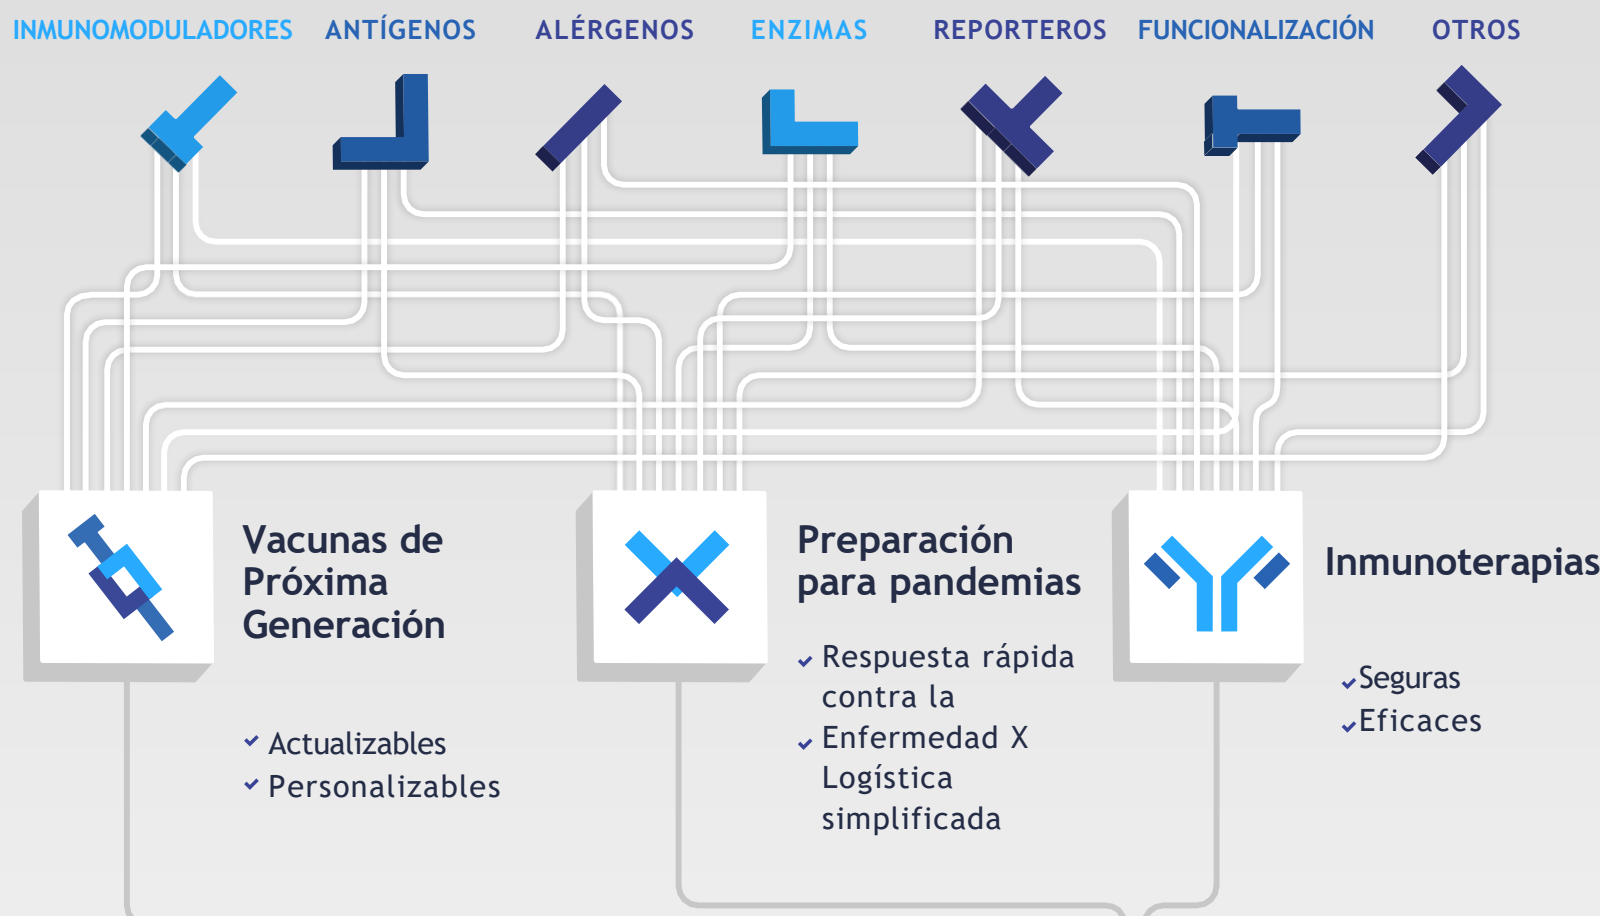 INMUNOMODULADORES ANTÍGENOS ALÉRGENOS ENZIMAS REPORTEROS FUNCIONALIZACIÓN OTROS
Vacunas de
Próxima
Generación
Actualizables
Personalizables
Preparación
para pandemias
Respuesta rápida
contra la
Enfermedad X
Logística
simplificada
Inmunoterapias
Seguras
Eficaces